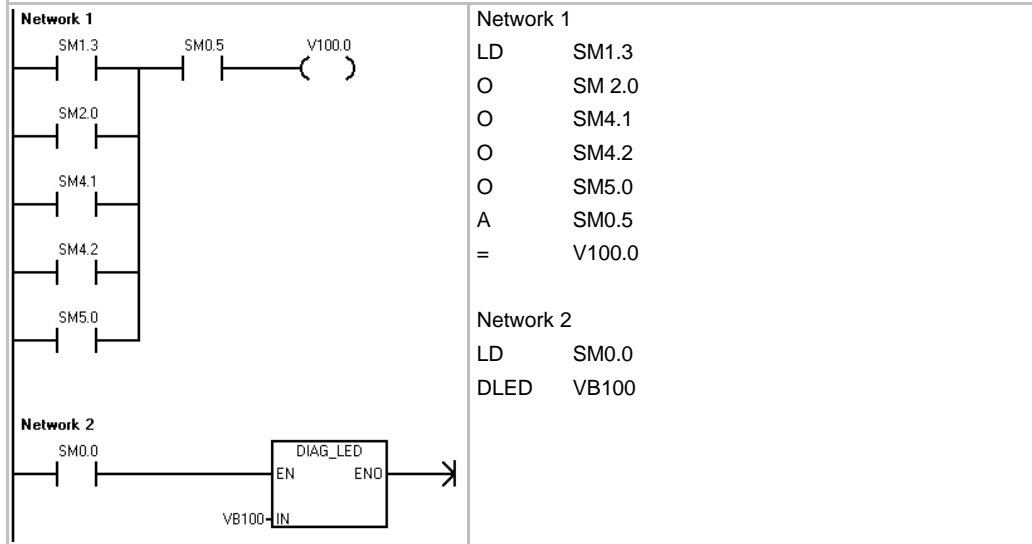 Network 1
SM1.3 SM0.5 V100.0
SM2.0
SM4.1
SM4.2
SM5.0
Network 2
SM0.0 DIAG_LED
EN ENO
VB100 IN
Network 1
LD SM1.3
O SM 2.0
O SM4.1
O SM4.2
O SM5.0
A SM0.5
= V100.0
Network 2
LD SM0.0
DLED VB100